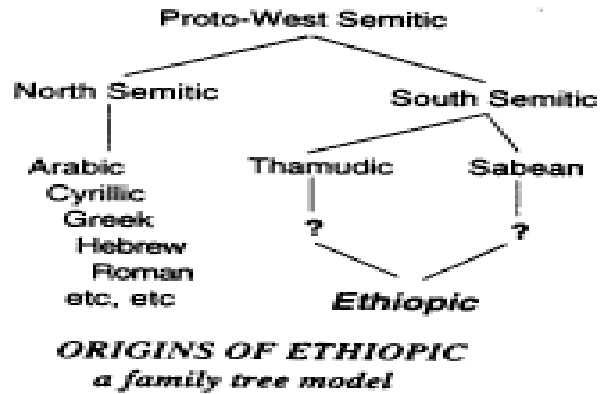 Proto-West Semitic
North Semitic South Semitic
Arabic Thamudic Sabean
Cyrillic
Greek ? ?
Hebrew
Roman
etc, etc Ethiopic
ORIGINS OF ETHIOPIC
a family tree model